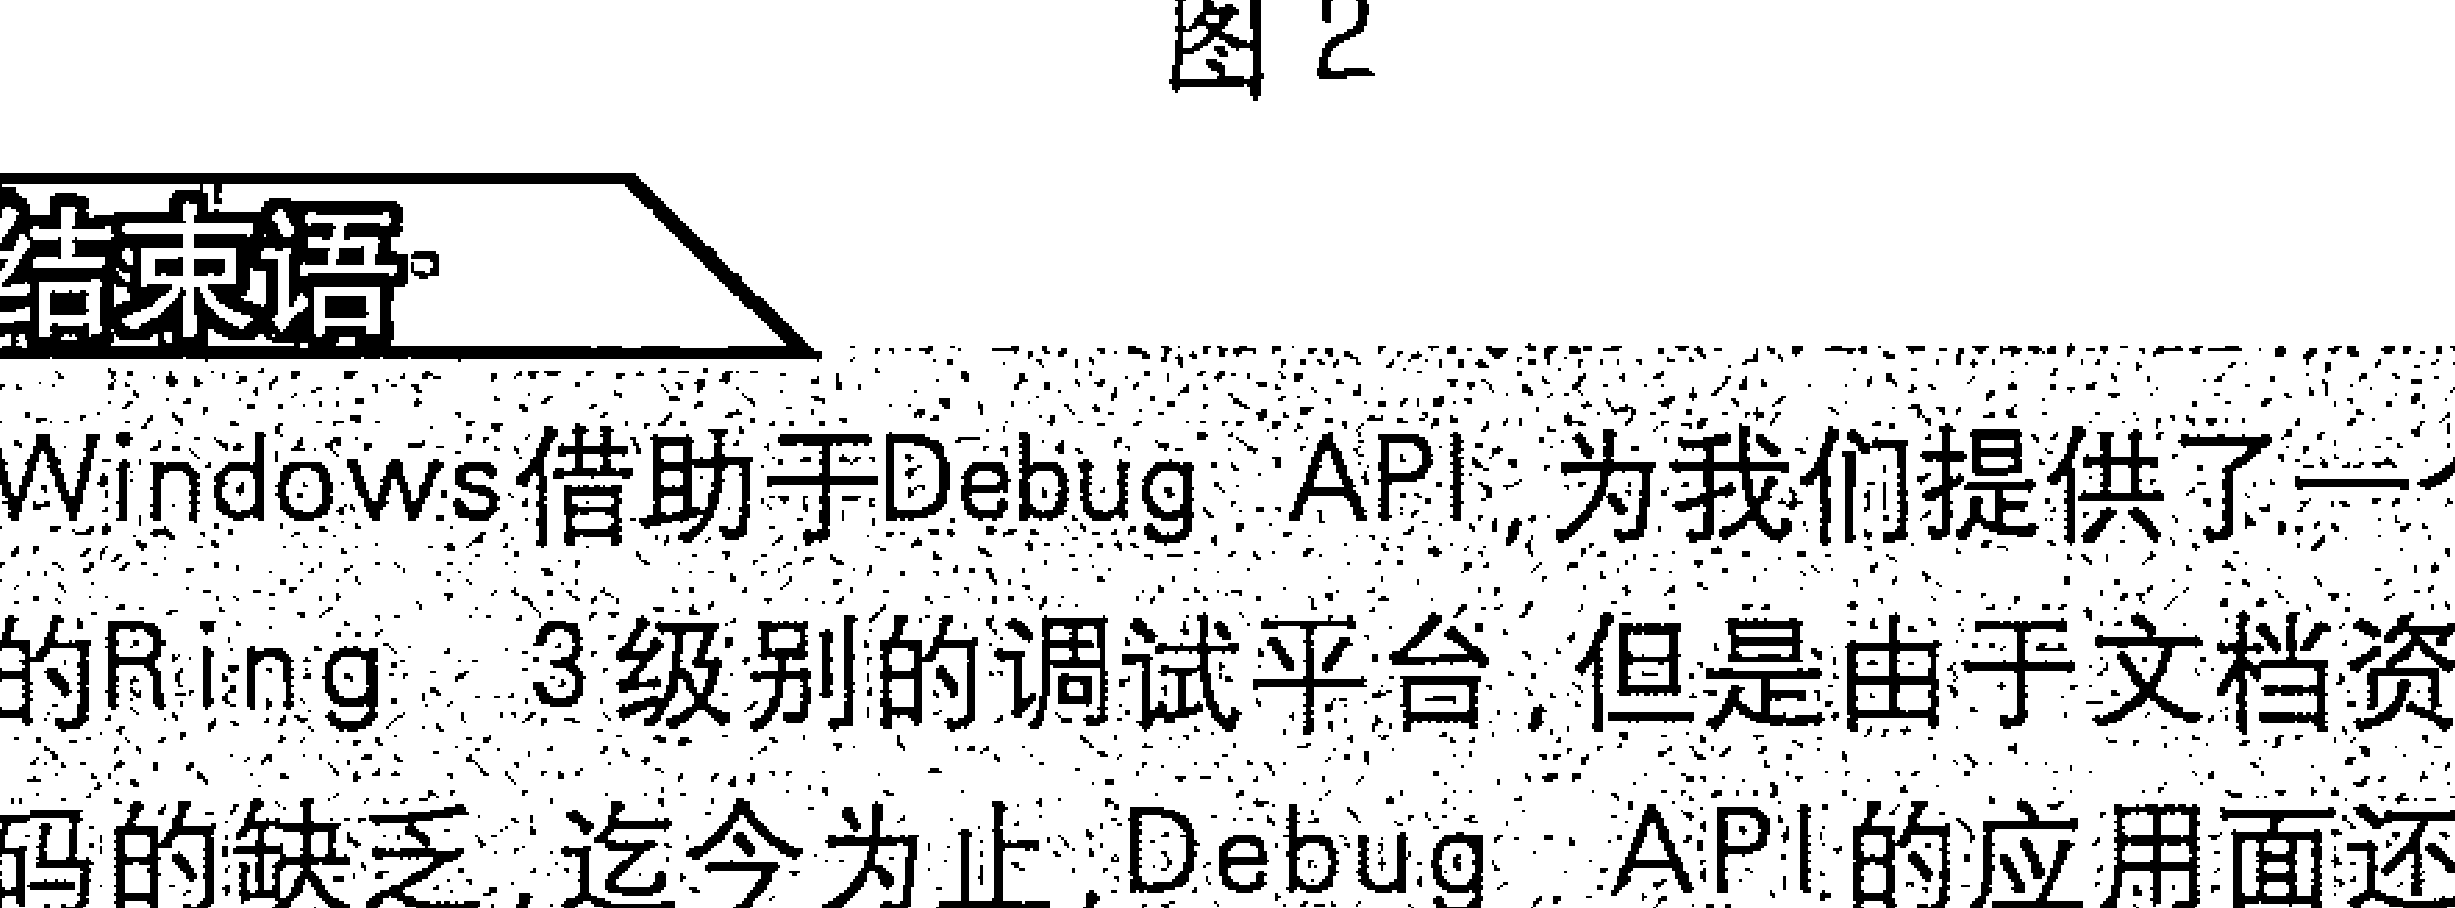 图 2
结束语
Windows借助于Debug API,为我们提供了一
的Ring 3级别的调试平台,但是由于文档资
码的缺乏,迄今为止,Debug API的应用面还